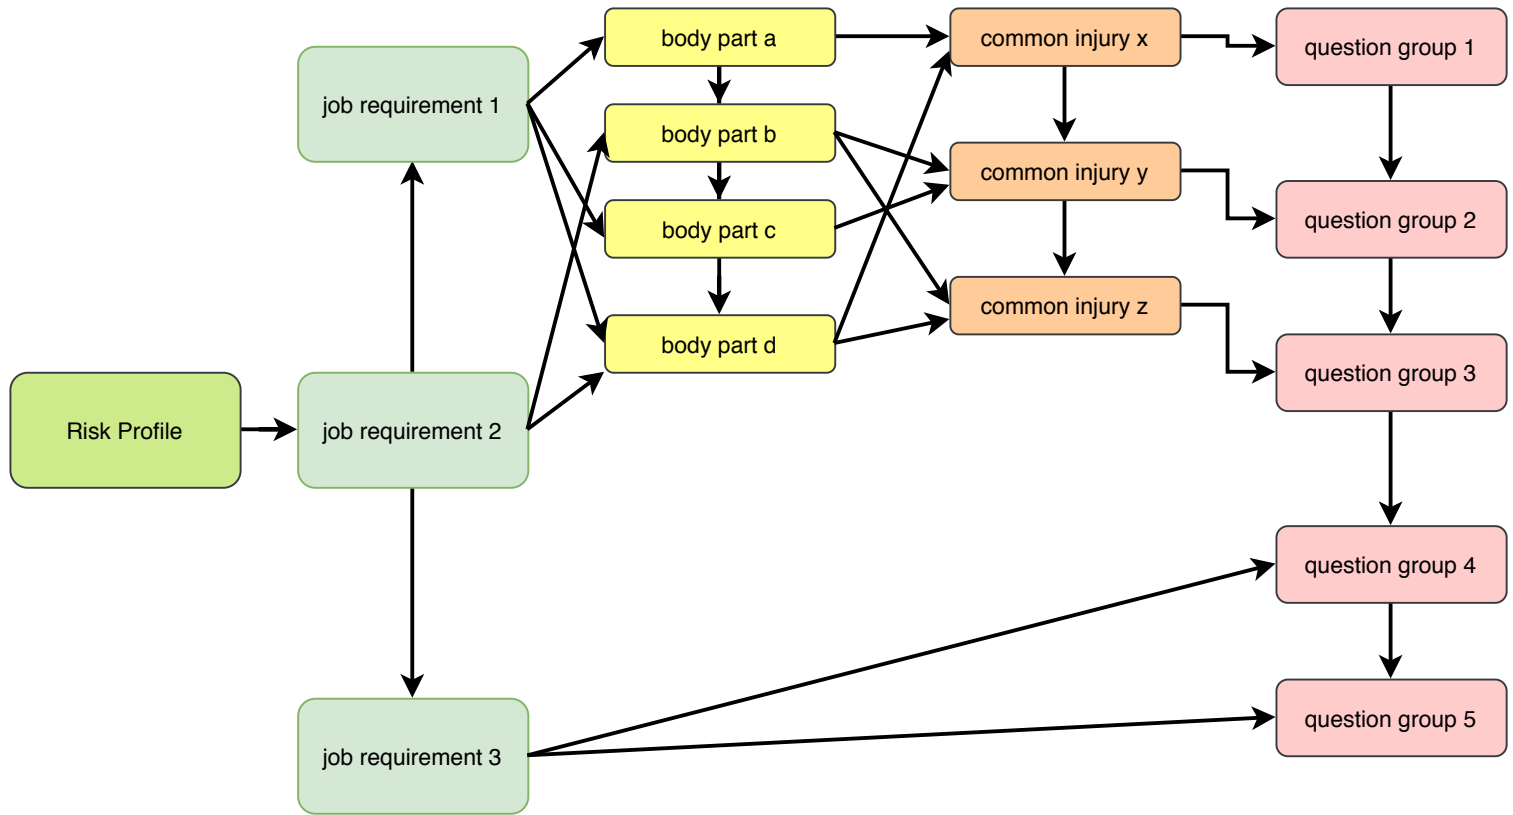 Risk Profile
job requirement 1
job requirement 2
job requirement 3
body part a
body part b
body part c
body part d
common injury x
common injury y
common injury z
question group 1
question group 2
question group 3
question group 4
question group 5